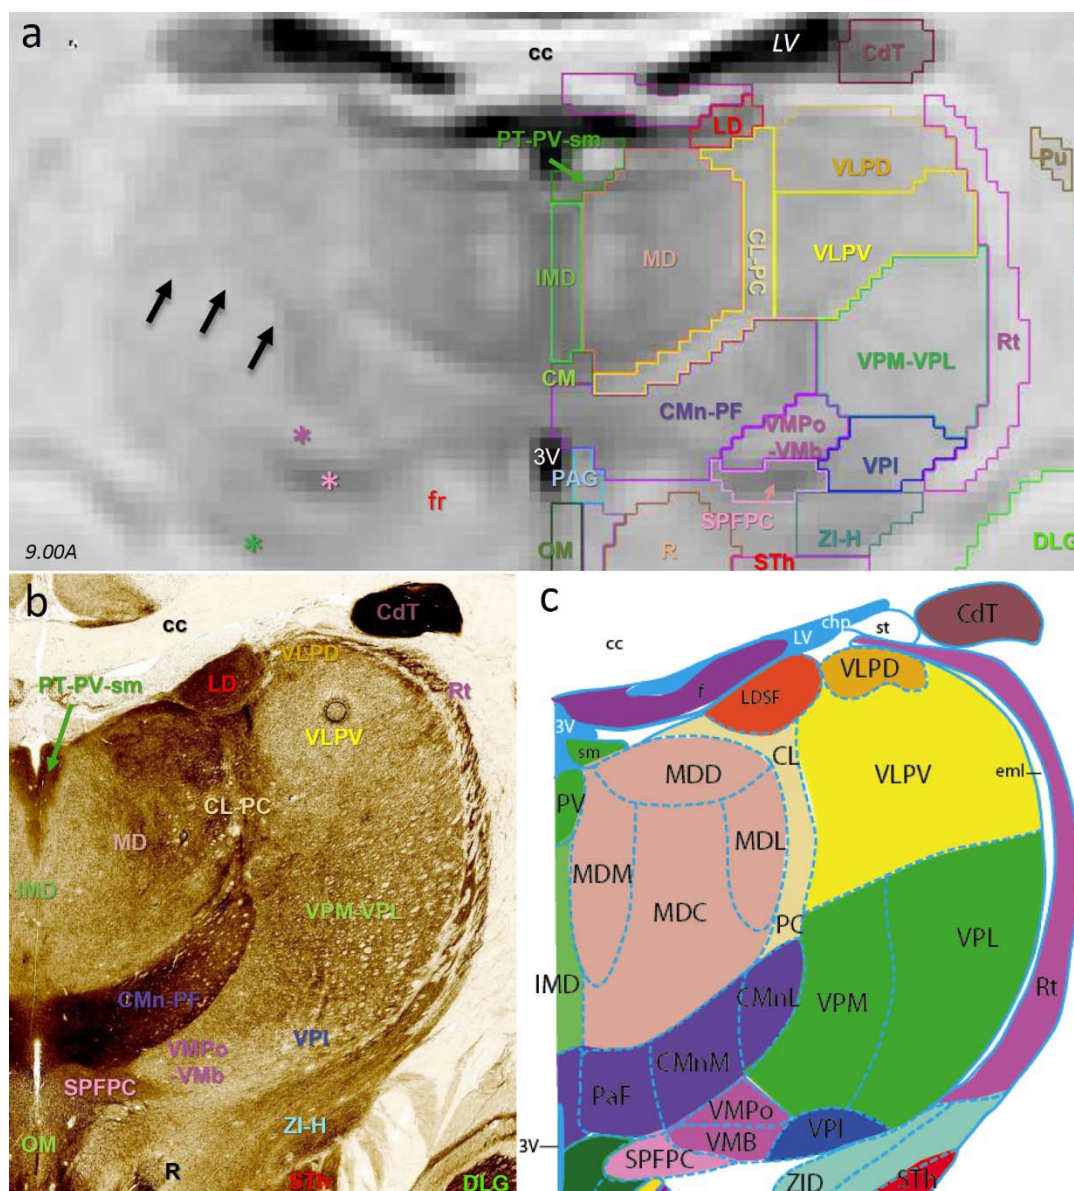 a
cc
LV
CdT
LD
PT-PV-sm
VLPD
Pu
CL-PC
MD
IMD
VLPV
Rt
CM
VPM-VPL
CMn-PF
VMPo
-VMb
*
3V
PAG
VPI
*
fr
SPFPC
OM
R
STh
ZI-H
DLG
*
9.00A
b
cc
CdT
VLPD
PT-PV-sm
LD
Rt
VLPV
CL-PC
MD
IMD
VPM-VPL
CMn-PF
VPI
VMPo
-VMb
SPFPC
ZI-H
OM
R
STh
DLG
c
CdT
chp
st
LV
cc
VLPD
f
LDSF
3V
sm
CL
MDD
VLPV
eml
PV
MDL
MDM
MDC
PC
VPL
IMD
CMnL
VPM
Rt
CMnM
PaF
VMPo
VMB
VPI
3V
SPFPC
ZID
STh